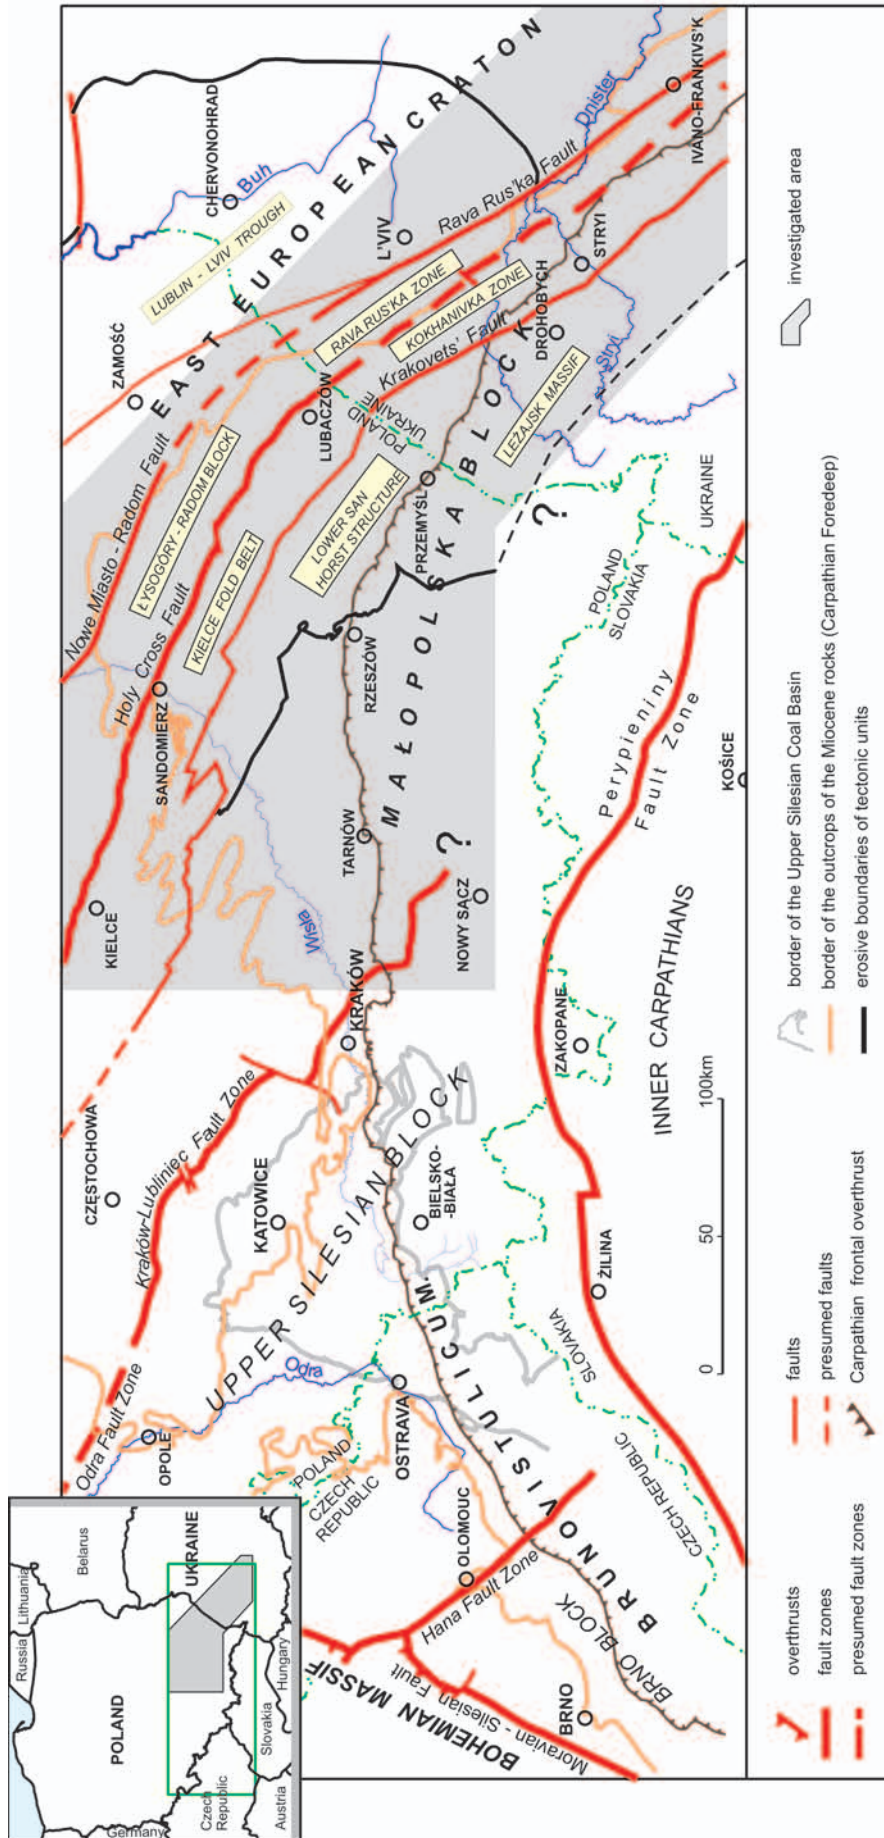 Russia
Lithuania
Belarus
POLAND
UKRAINE
Germany
Czech
Republic
Slovakia
Austria
Hungary
Odra Fault Zone
OPOLE
CZĘSTOCHOWA
Kraków-Lubliniec Fault Zone
KIELCE
Holy Cross Fault
Nowe Miasto - Radom Fault
ZAMOŚĆ
LUBLIN - LVIV TROUGH
CHERVONOHRAD
Buh
EAST EUROPEAN CRATON
ŁYSOGÓRY - RADOM BLOCK
SANDOMIERZ
KIELCE FOLD BELT
LUBACZÓW
RAVA RUS'KA ZONE
L'VIV
Rava Rus'ka Fault
Dnister
IVANO-FRANKIVS'K
KOKHANIVKA ZONE
Krakovets' Fault
POLAND
UKRAINE
LOWER SAN
HORST STRUCTURE
Wisła
KATOWICE
UPPER SILESIAN BLOCK
Odra
POLAND
CZECH
REPUBLIC
OSTRAVA
KRAKÓW
TARNÓW
RZESZÓW
PRZEMYŚL
DROHOBYCH
STRYI
Stryi
LEŻAJSK MASSIF
MAŁOPOLSKA BLOCK
BIELSKO-
-BIAŁA
NOWY SĄCZ
?
?
BOHEMIAN MASSIF
Moravian - Silesian Fault
OLOMOUC
Hana Fault Zone
BRNO
BRNO BLOCK
BRUNOVISTULICUM
CZECH REPUBLIC
SLOVAKIA
ŻILINA
ZAKOPANE
INNER CARPATHIANS
Perypieniny
Fault Zone
KOŠICE
POLAND
SLOVAKIA
UKRAINE
0 50 100km
overthrusts
fault zones
presumed fault zones
faults
presumed faults
Carpathian frontal overthrust
border of the Upper Silesian Coal Basin
border of the outcrops of the Miocene rocks (Carpathian Foredeep)
erosive boundaries of tectonic units
investigated area